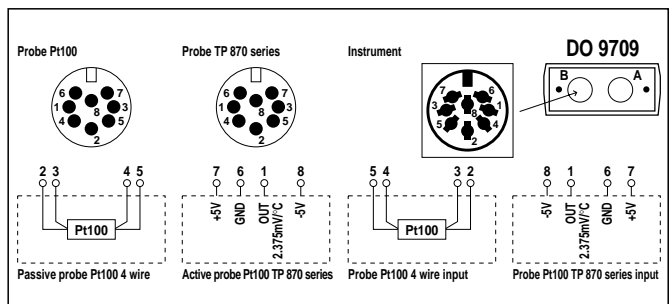 Probe Pt100
Probe TP 870 series
Instrument
DO 9709
6 7
1 8 3
4 5
2
6 7
1 8 3
4 5
2
7 6
3 8 1
5 4
2
B A
2 3 4 5
7 6 1 8
5 4 3 2
8 1 6 7
Pt100
+5V
GND
OUT
2.375mV/°C
-5V
Pt100
-5V
OUT
2.375mV/°C
GND
+5V
Passive probe Pt100 4 wire
Active probe Pt100 TP 870 series
Probe Pt100 4 wire input
Probe Pt100 TP 870 series input